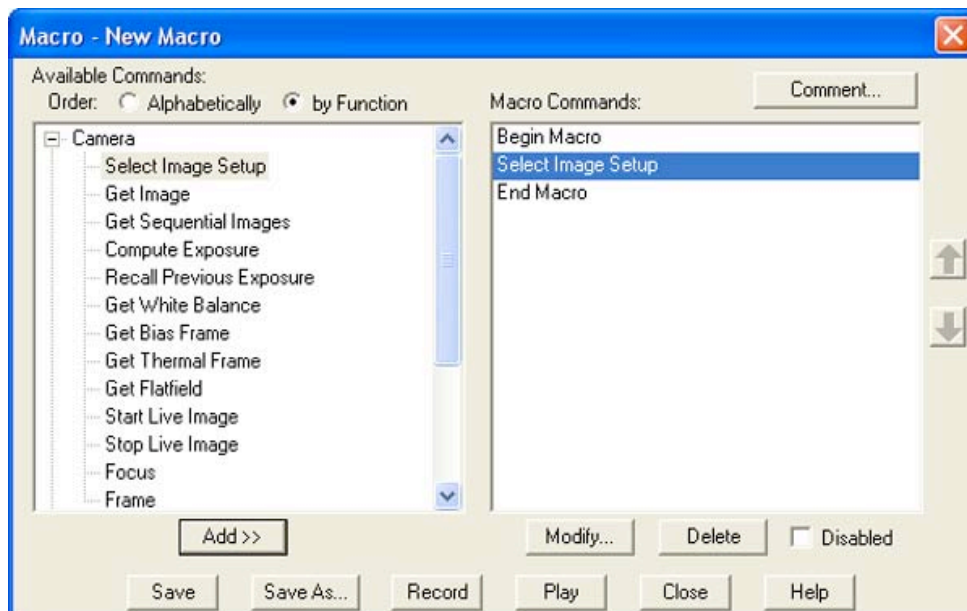 Macro - New Macro
Available Commands:
Order: Alphabetically by Function
Camera
Select Image Setup
Get Image
Get Sequential Images
Compute Exposure
Recall Previous Exposure
Get White Balance
Get Bias Frame
Get Thermal Frame
Get Flatfield
Start Live Image
Stop Live Image
Focus
Frame
Add >>
Comment...
Macro Commands:
Begin Macro
Select Image Setup
End Macro
Modify... Delete Disabled
Save Save As... Record Play Close Help